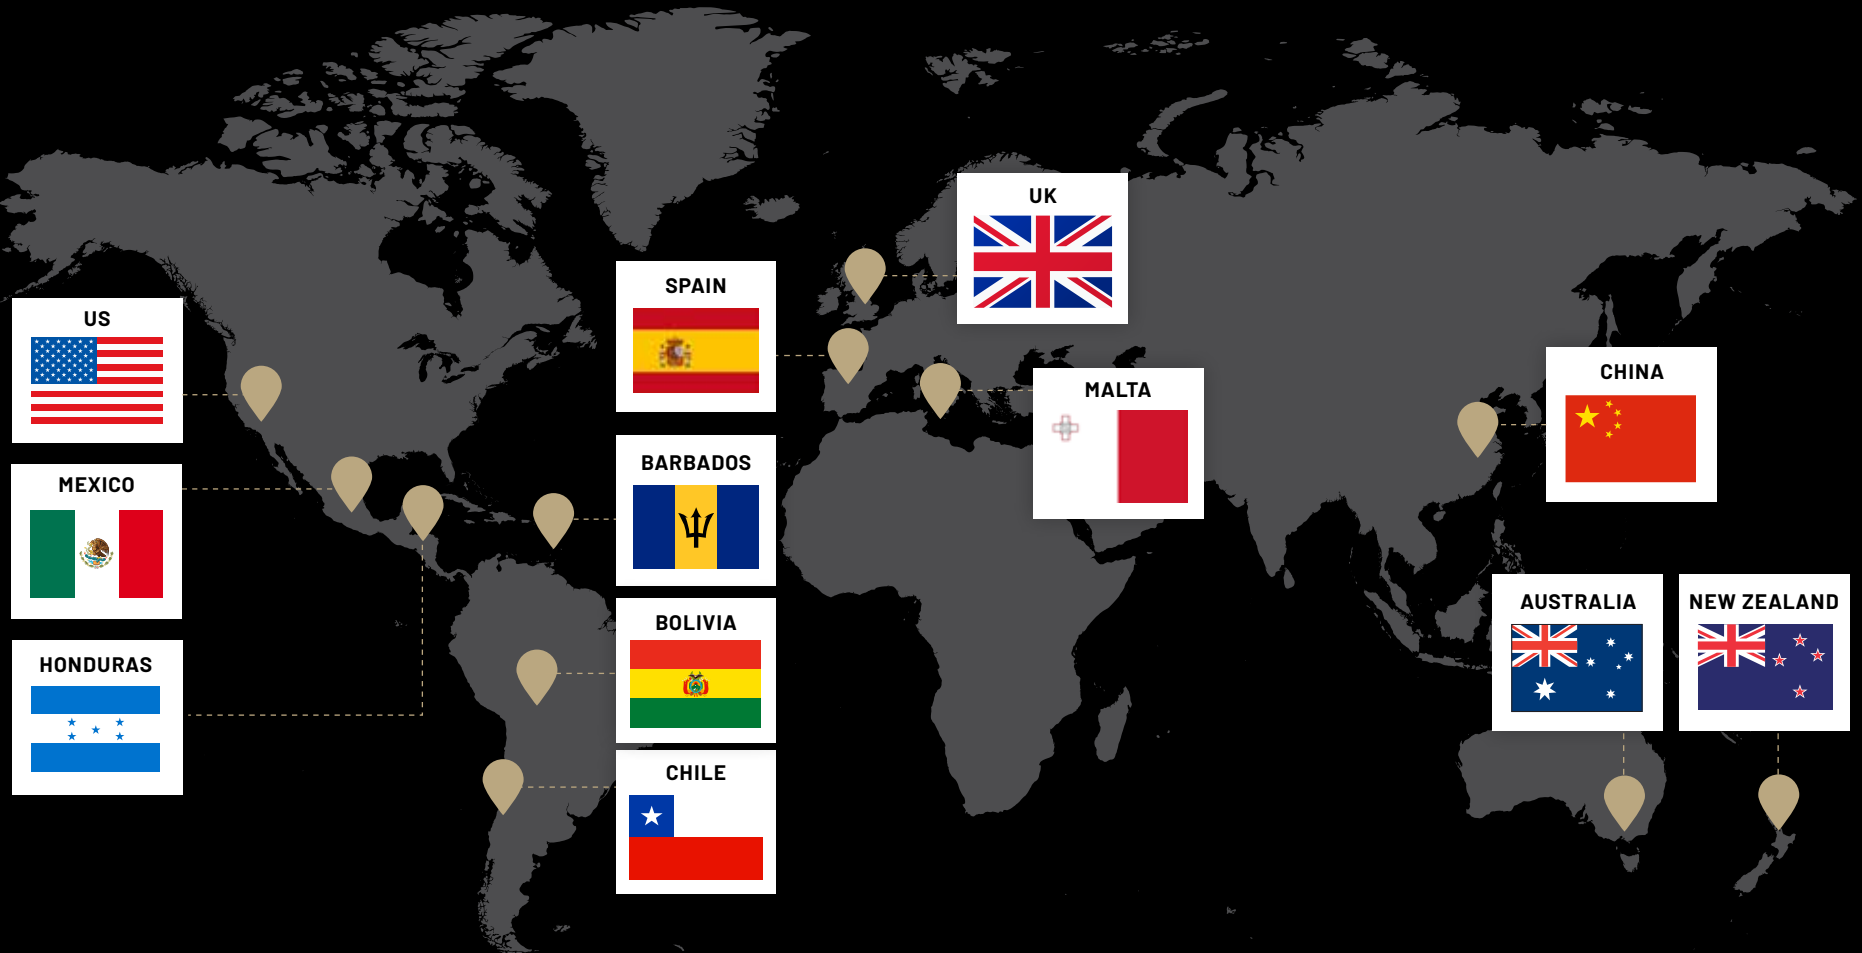 US
MEXICO
HONDURAS
SPAIN
BARBADOS
BOLIVIA
CHILE
UK
MALTA
CHINA
AUSTRALIA
NEW ZEALAND